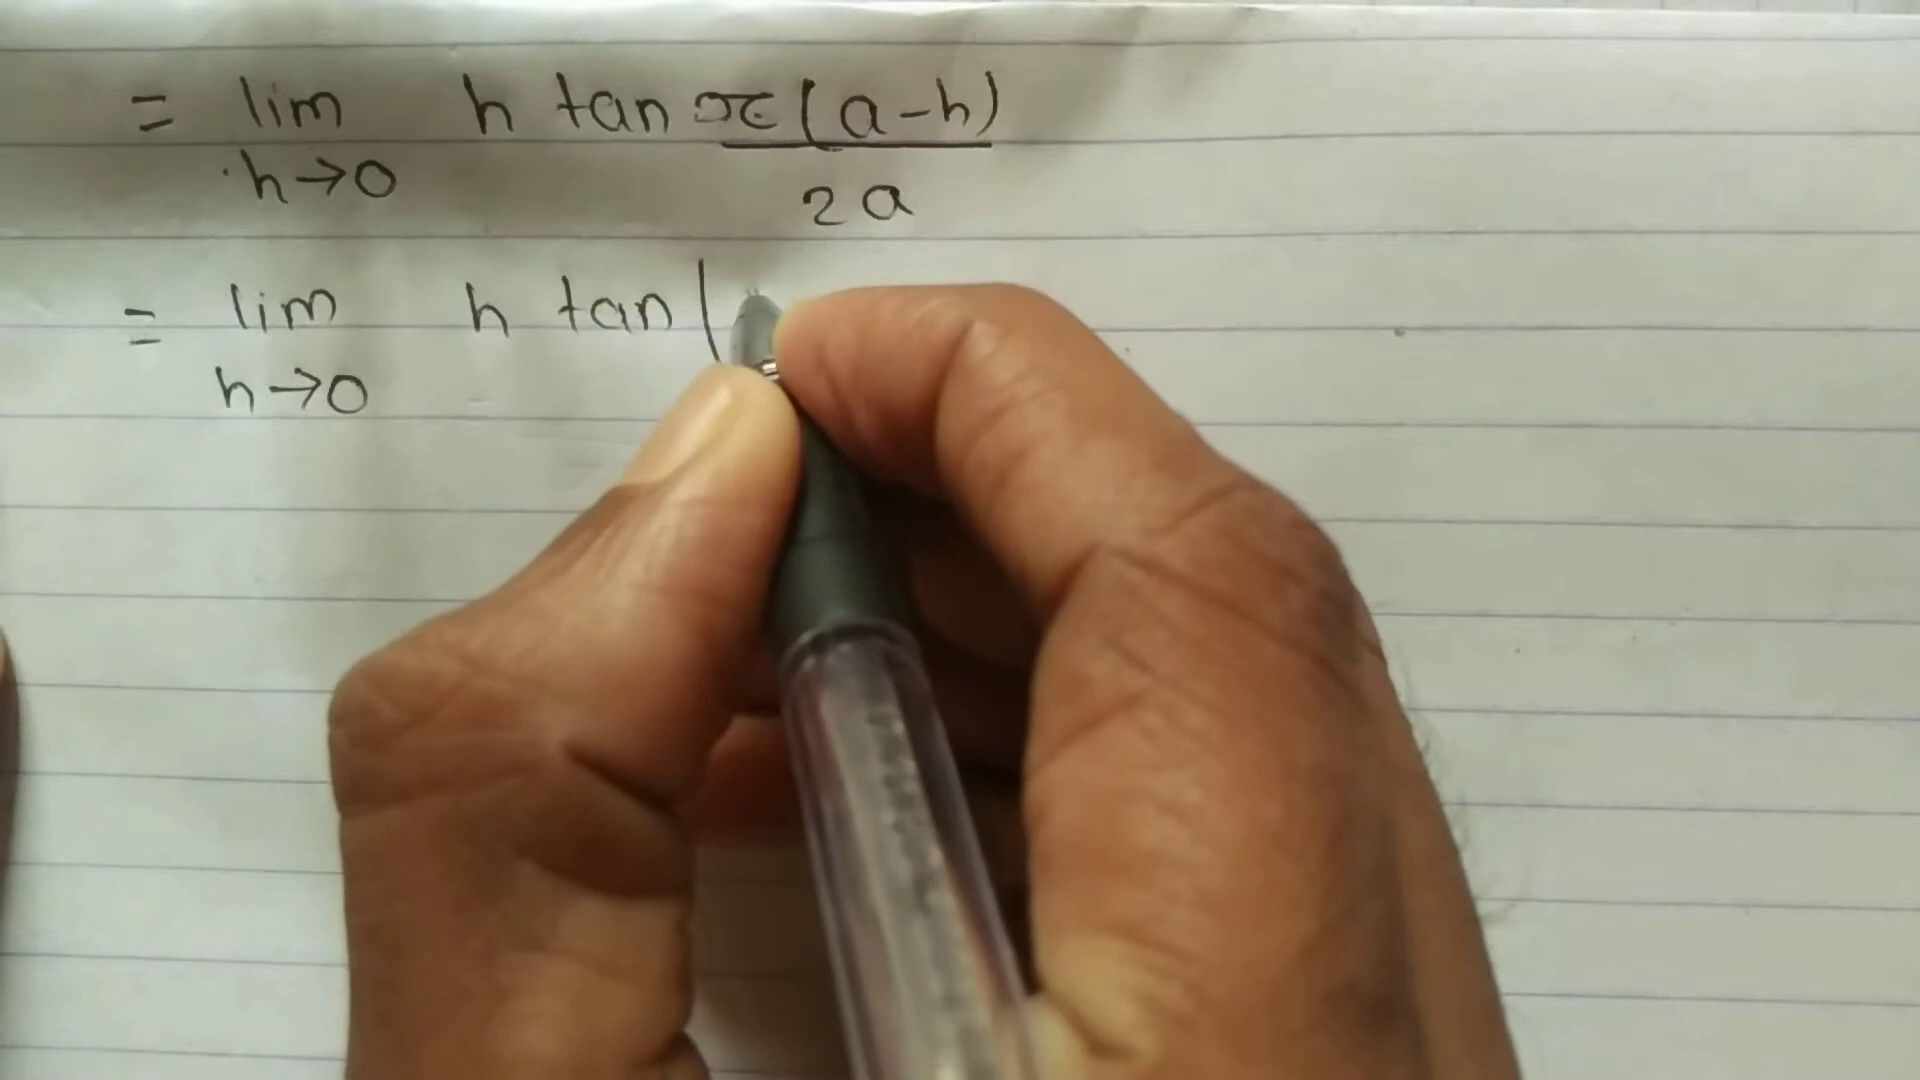 = lim h tan π(a-h)
h→0 2a
= lim h tan (
h→0